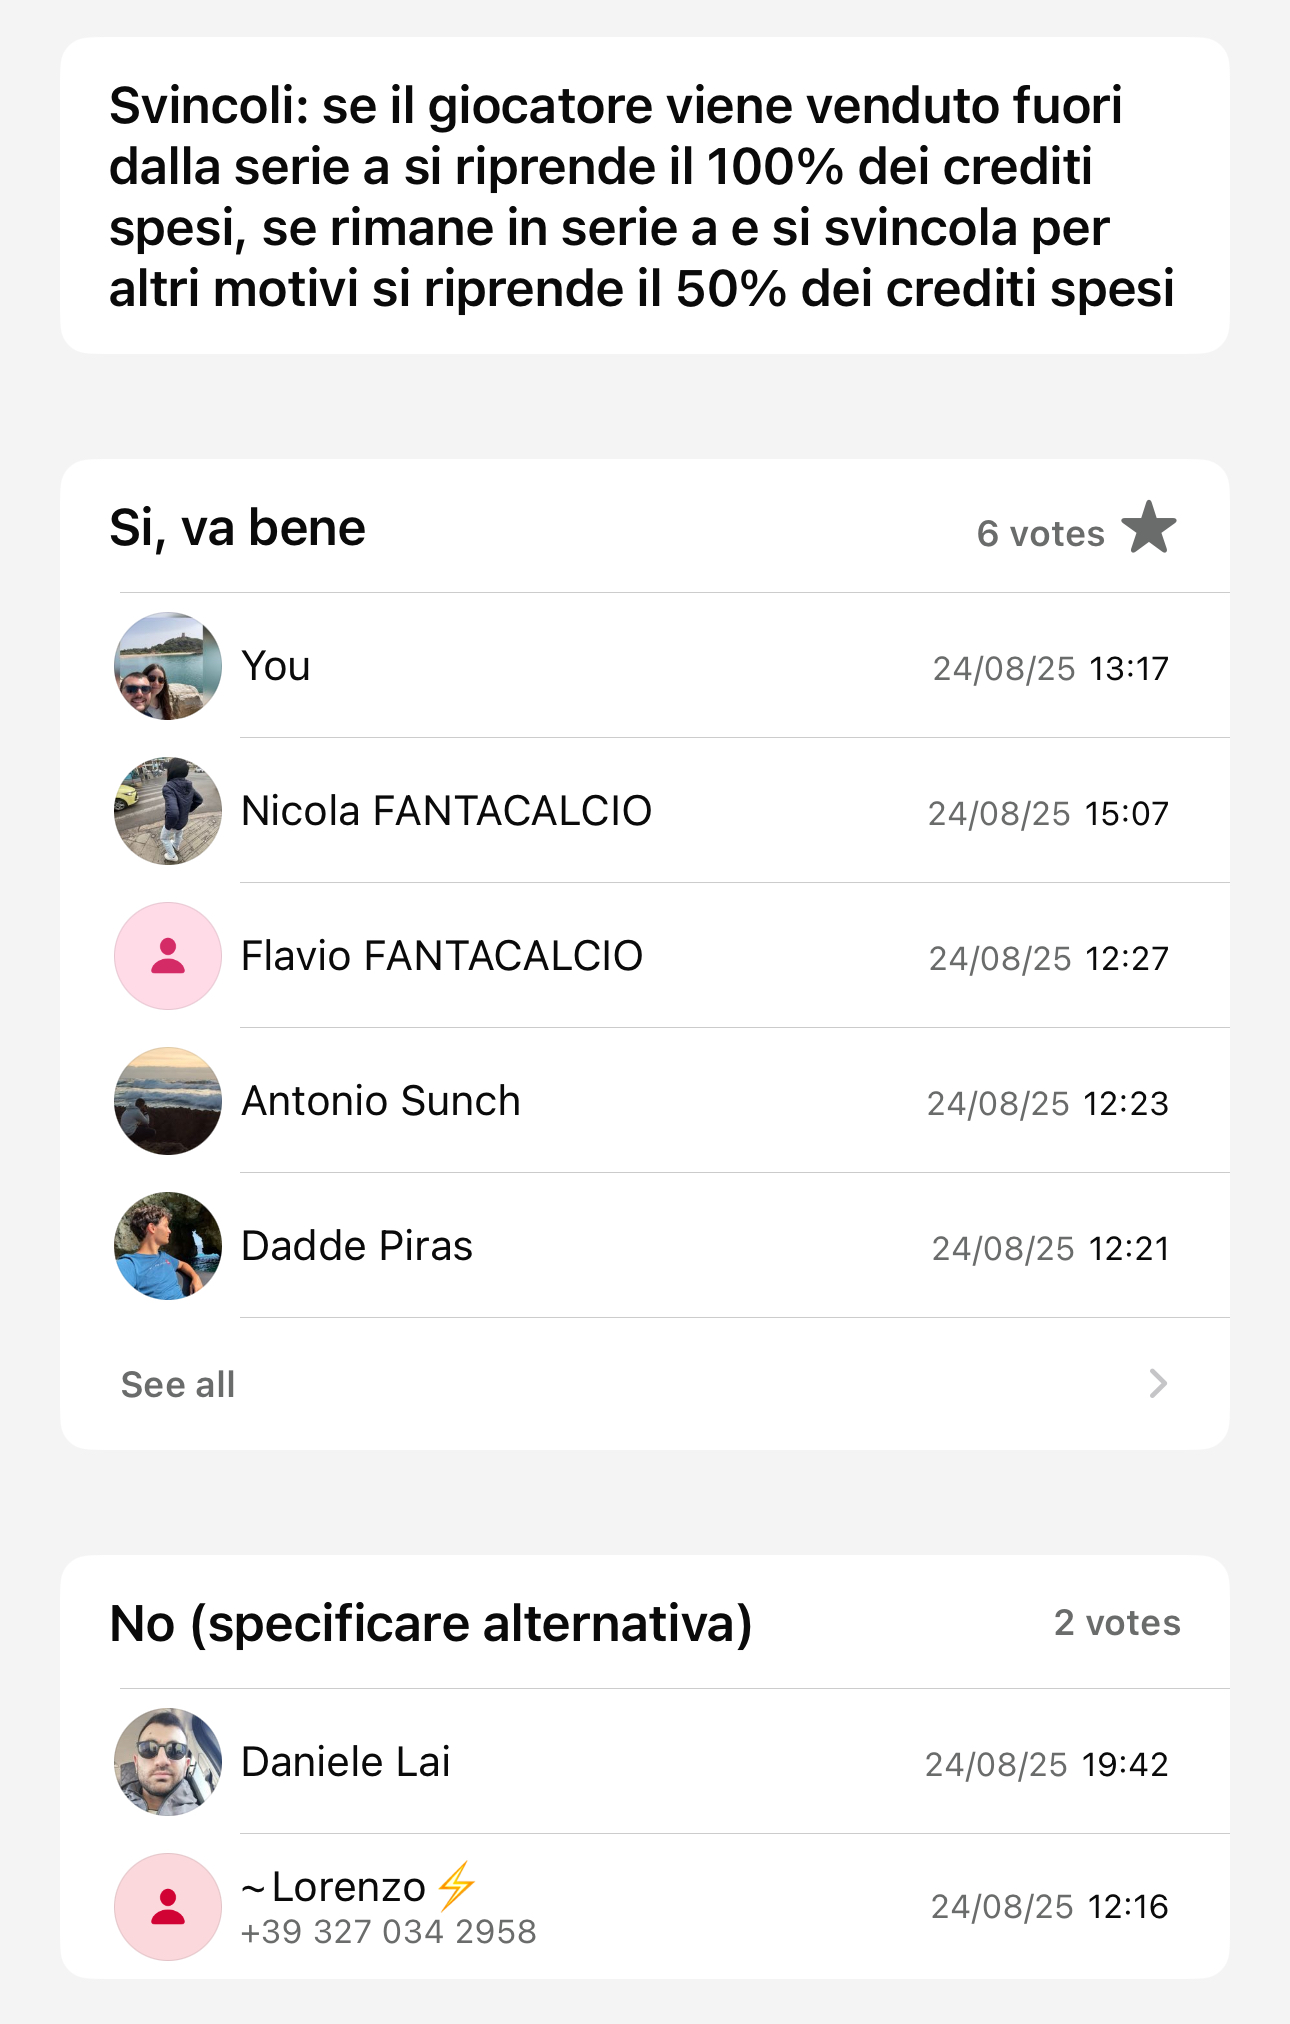 Svincoli: se il giocatore viene venduto fuori
dalla serie a si riprende il 100% dei crediti
spesi, se rimane in serie a e si svincola per
altri motivi si riprende il 50% dei crediti spesi
Si, va bene
6 votes ★
You
24/08/25 13:17
Nicola FANTACALCIO
24/08/25 15:07
Flavio FANTACALCIO
24/08/25 12:27
Antonio Sunch
24/08/25 12:23
Dadde Piras
24/08/25 12:21
See all
No (specificare alternativa)
2 votes
Daniele Lai
24/08/25 19:42
~Lorenzo⚡
24/08/25 12:16
+39 327 034 2958